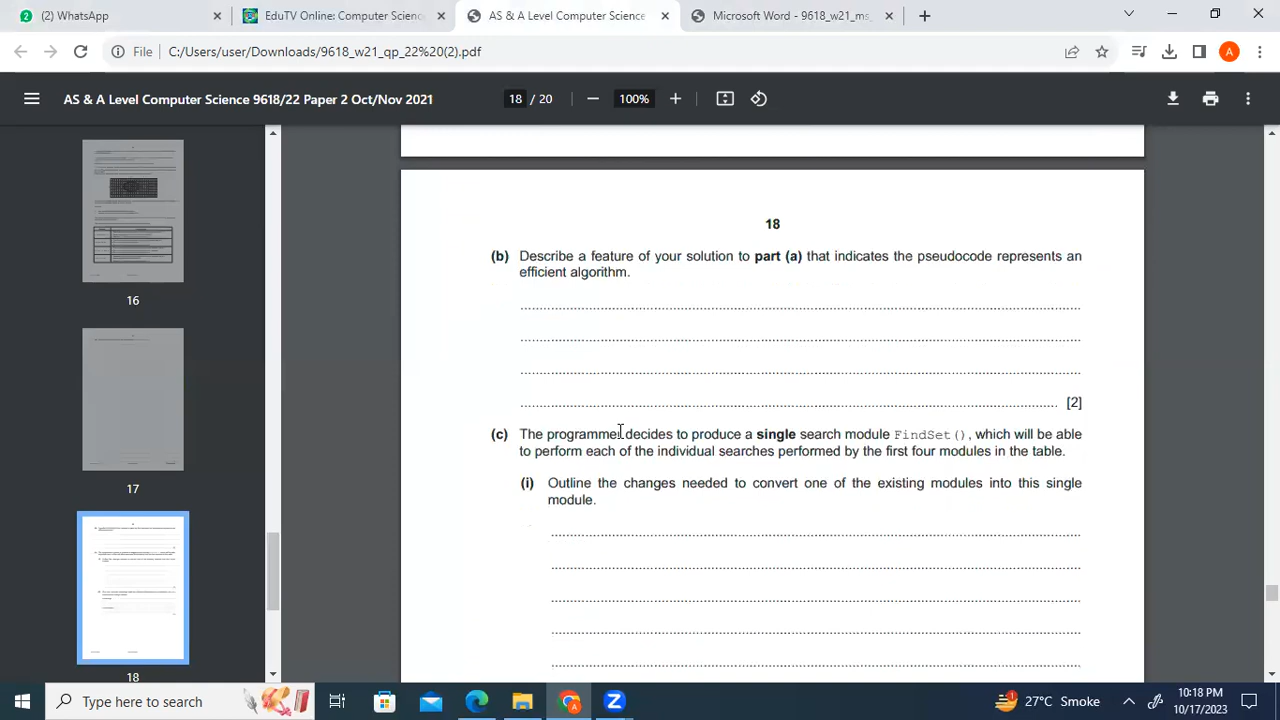 (2) WhatsApp
EduTV Online: Computer Science
AS & A Level Computer Science
Microsoft Word - 9618_w21_ms_
File C:/Users/user/Downloads/9618_w21_qp_22%20(2).pdf
A
AS & A Level Computer Science 9618/22 Paper 2 Oct/Nov 2021
18 / 20
100%
16
17
18
18
(b) Describe a feature of your solution to part (a) that indicates the pseudocode represents an
efficient algorithm.
[2]
(c) The programmer decides to produce a single search module FindSet(), which will be able
to perform each of the individual searches performed by the first four modules in the table.
(i) Outline the changes needed to convert one of the existing modules into this single
module.
Type here to search
27°C Smoke
10:18 PM
10/17/2023